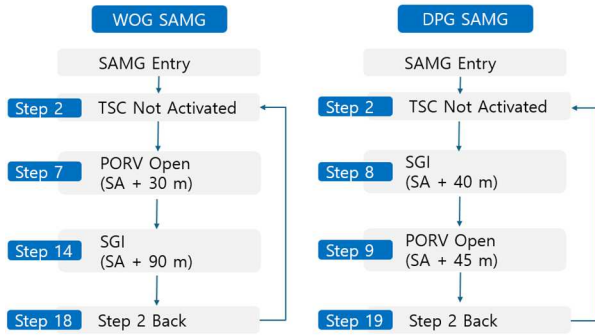 WOG SAMG
SAMG Entry
Step 2 TSC Not Activated
Step 7 PORV Open
(SA + 30 m)
Step 14 SGI
(SA + 90 m)
Step 18 Step 2 Back
DPG SAMG
SAMG Entry
Step 2 TSC Not Activated
Step 8 SGI
(SA + 40 m)
Step 9 PORV Open
(SA + 45 m)
Step 19 Step 2 Back